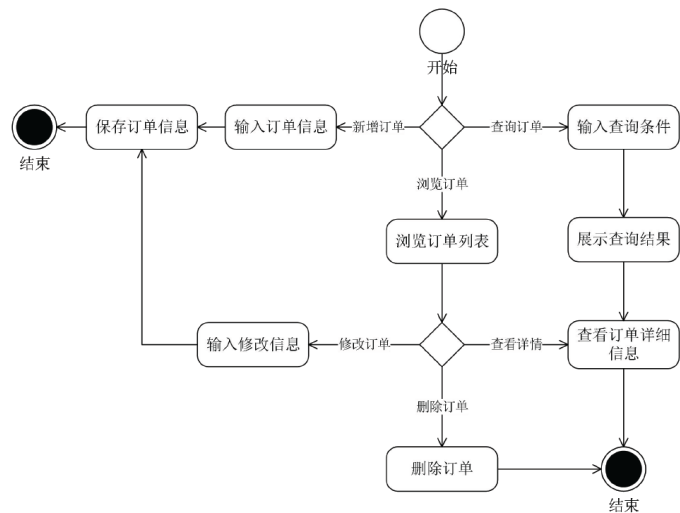 开始
保存订单信息
输入订单信息
新增订单
查询订单
输入查询条件
结束
浏览订单
浏览订单列表
展示查询结果
输入修改信息
修改订单
查看详情
查看订单详细
信息
删除订单
删除订单
结束